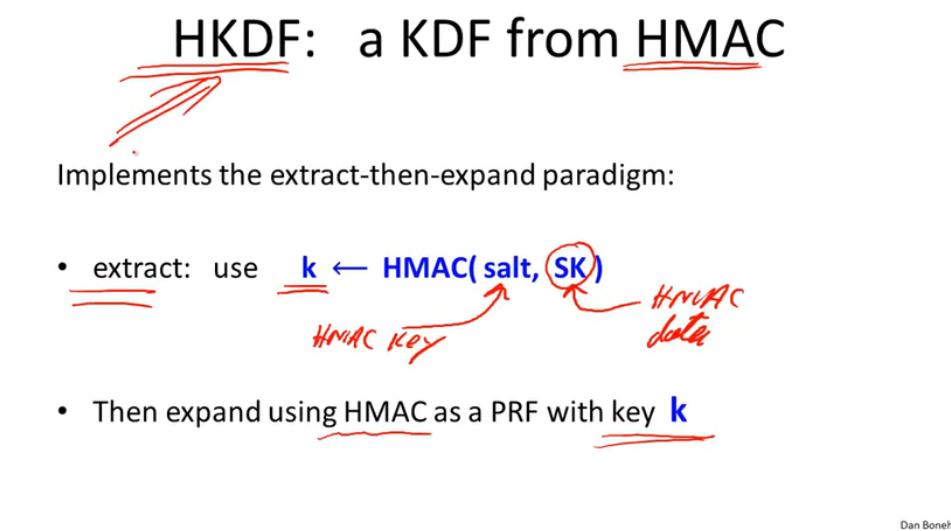 HKDF: a KDF from HMAC
Implements the extract-then-expand paradigm:
• extract: use k ⟵ HMAC( salt, SK )
HMAC Key
HMAC
data
• Then expand using HMAC as a PRF with key k
Dan Boneh